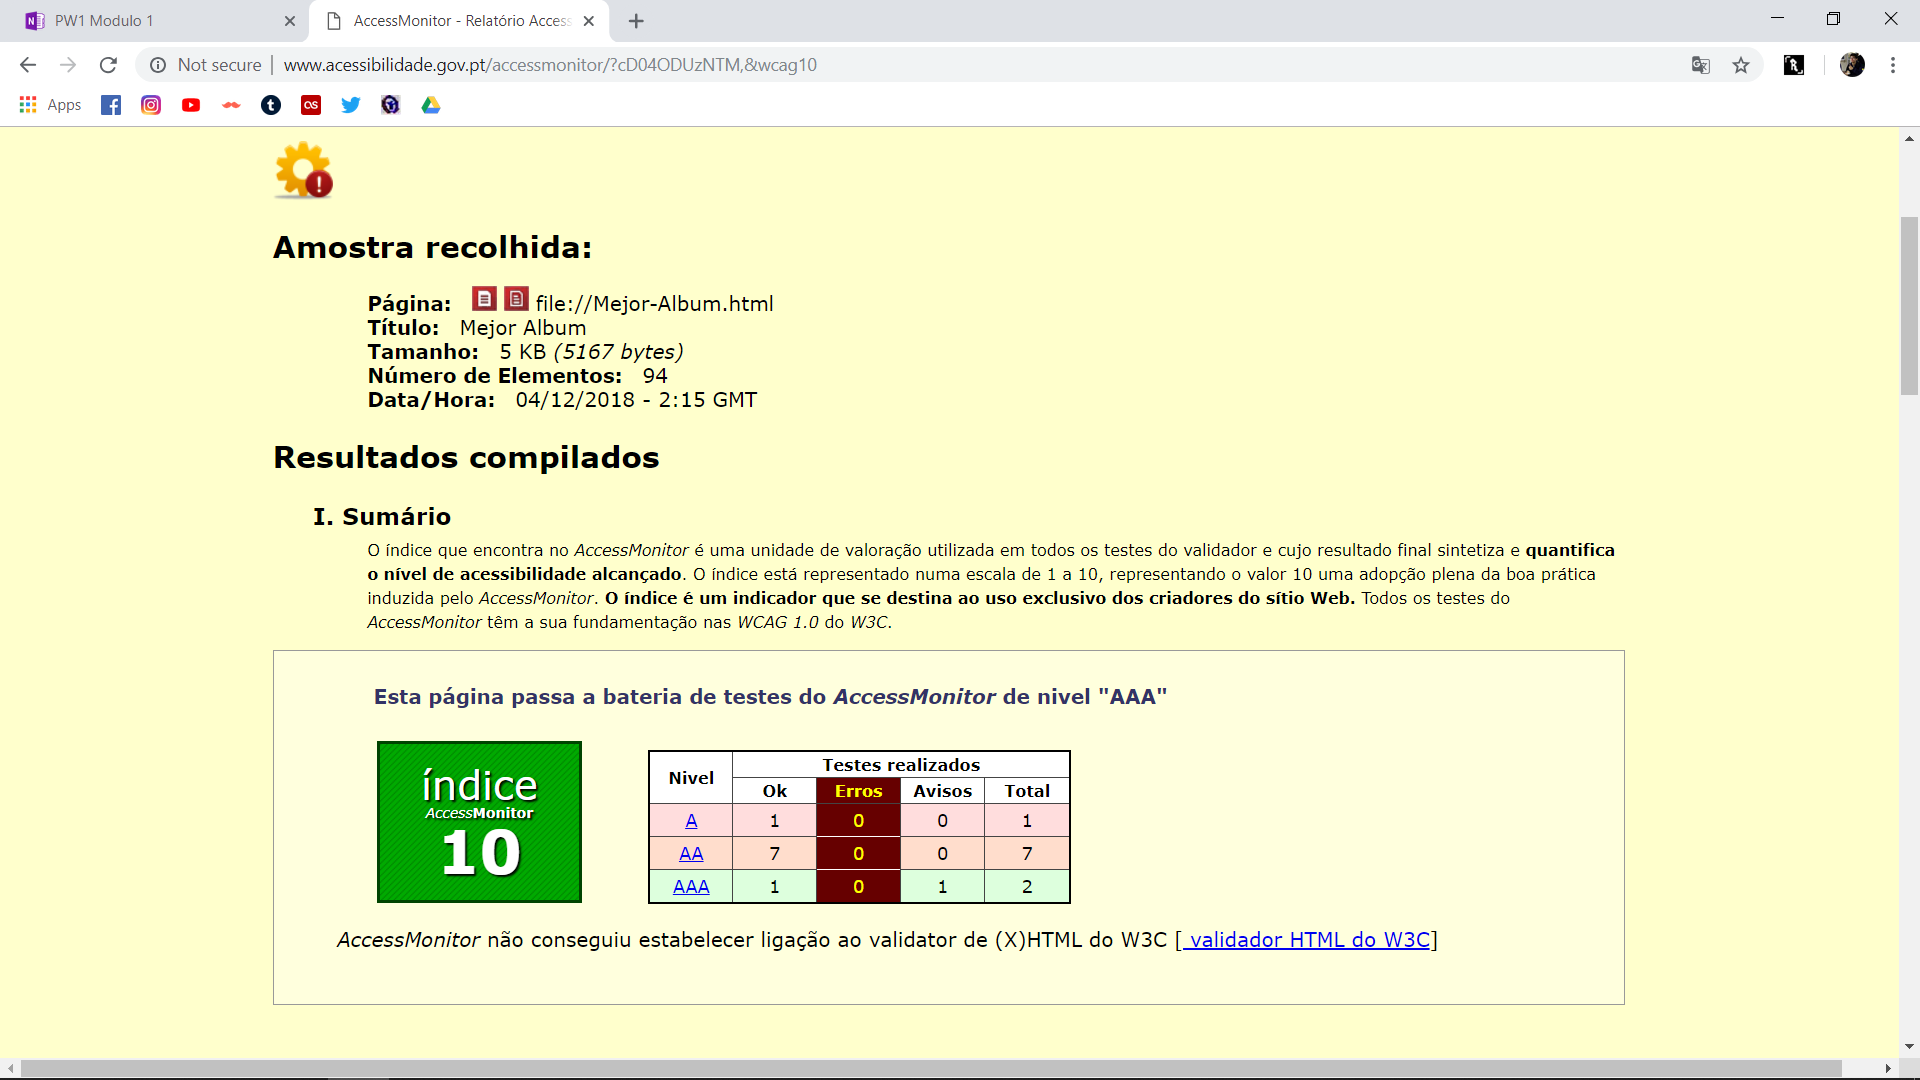 PW1 Modulo 1
AccessMonitor - Relatório Access
Not secure | www.acessibilidade.gov.pt/accessmonitor/?cD04ODUzNTM,&wcag10
Apps
Amostra recolhida:
Página: file://Mejor-Album.html
Título: Mejor Album
Tamanho: 5 KB (5167 bytes)
Número de Elementos: 94
Data/Hora: 04/12/2018 - 2:15 GMT
Resultados compilados
I. Sumário
O índice que encontra no AccessMonitor é uma unidade de valoração utilizada em todos os testes do validador e cujo resultado final sintetiza e quantifica
o nível de acessibilidade alcançado. O índice está representado numa escala de 1 a 10, representando o valor 10 uma adopção plena da boa prática
induzida pelo AccessMonitor. O índice é um indicador que se destina ao uso exclusivo dos criadores do sítio Web. Todos os testes do
AccessMonitor têm a sua fundamentação nas WCAG 1.0 do W3C.
Esta página passa a bateria de testes do AccessMonitor de nivel "AAA"
índice
AccessMonitor
10
Nivel Testes realizados
Ok Erros Avisos Total
A 1 0 0 1
AA 7 0 0 7
AAA 1 0 1 2
AccessMonitor não conseguiu estabelecer ligação ao validator de (X)HTML do W3C [ validador HTML do W3C]